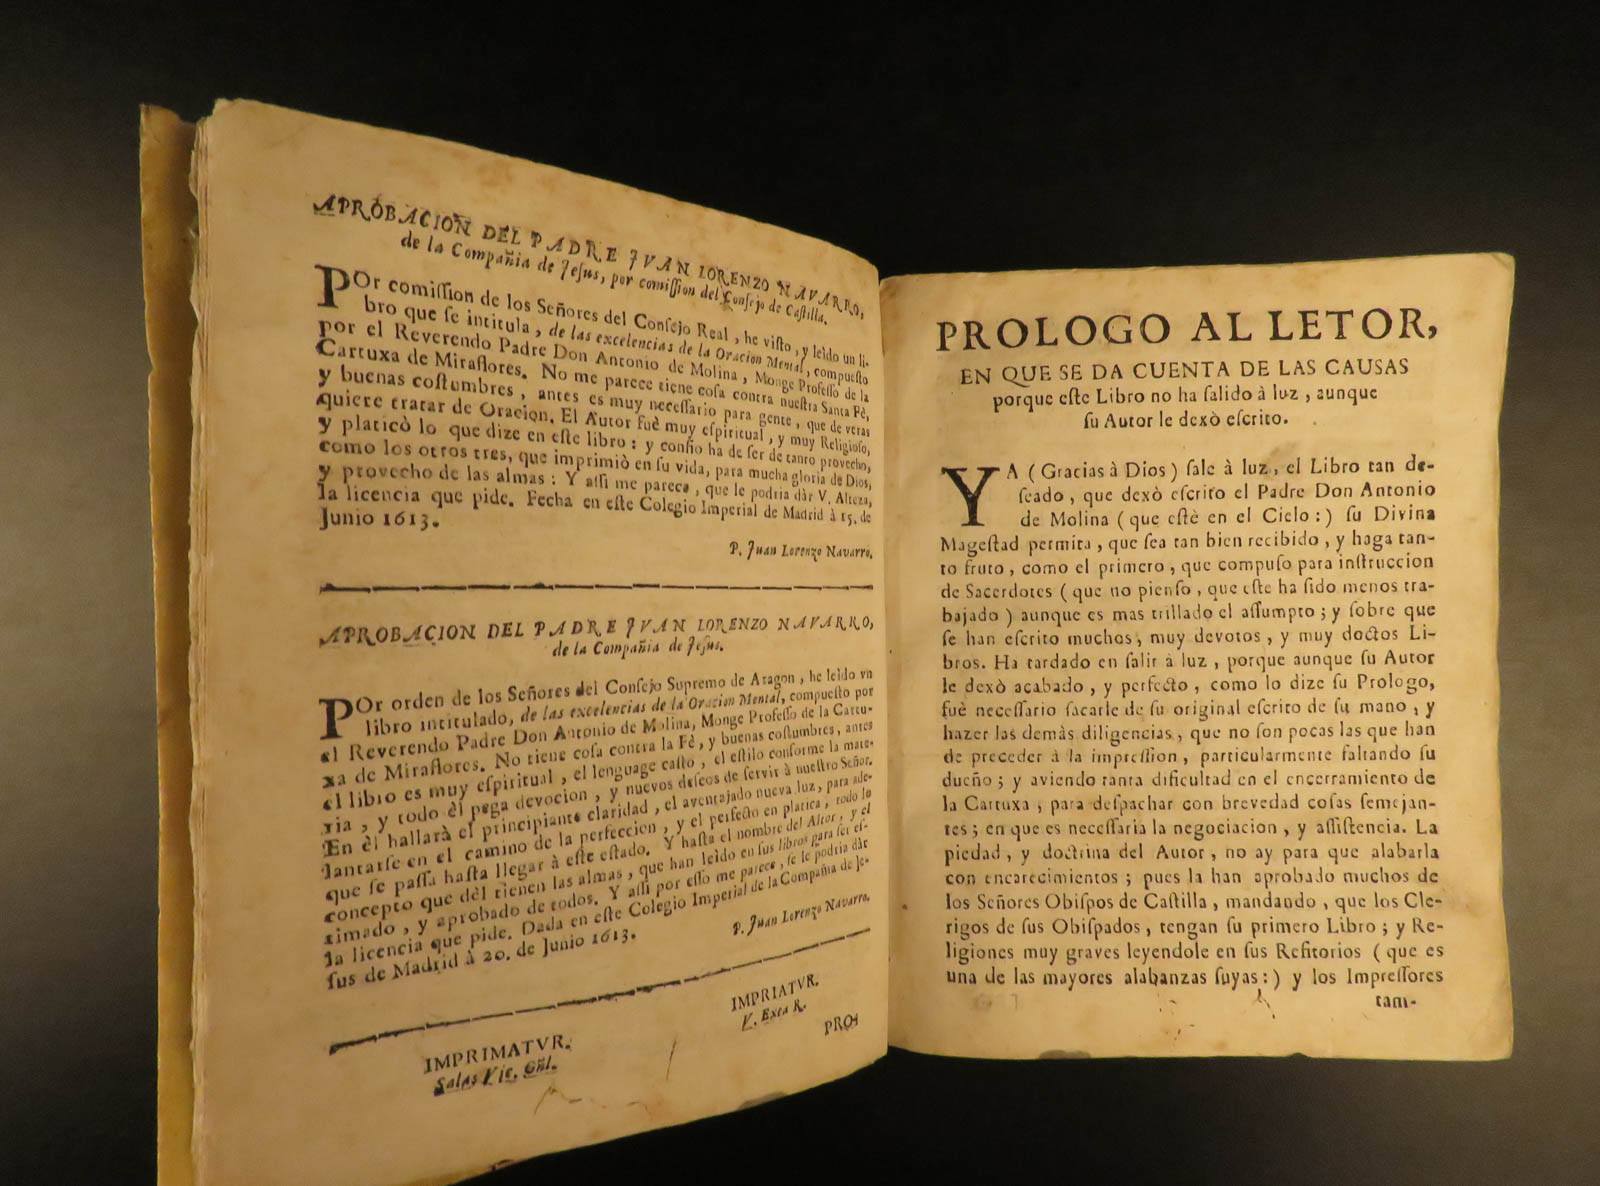 APROBACION DEL PADRE JVAN LORENZO NAVARRO,
de la Compañia de Jeſus, por comiſſion del Conſejo de Caſtilla.
POr comiſſion de los Señores del Conſejo Real, he viſto, y leìdo un li-
bro que ſe intitula, de las excelencias de la Oracion Mental, compueſto
por el Reverendo Padre Don Antonio de Molina, Monge Profeſſo de la
Cartuxa de Miraflores. No me parece tiene coſa contra nueſtra Santa Fè,
y buenas coſtumbres, antes es muy neceſſario para gente, que de veras
quiere tratar de Oracion. El Autor fuè muy eſpiritual, y muy Religioſo,
y platicò lo que dize en eſte libro: y confio ha de ſer de tanto provecho,
como los otros tres, que imprimiò en ſu vida, para mucha gloria de Dios,
y provecho de las almas: Y aſſi me parece, que le podria dàr V. Alteza,
la licencia que pide. Fecha en eſte Colegio Imperial de Madrid à 15. de
Junio 1613.
P. Juan Lorenzo Navarro.
APROBACION DEL PADRE JVAN LORENZO NAVARRO,
de la Compañia de Jeſus.
POr orden de los Señores del Conſejo Supremo de Aragon, he leìdo vn
libro intitulado, de las excelencias de la Oracion Mental, compueſto por
el Reverendo Padre Don Antonio de Molina, Monge Profeſſo de la Cartu-
xa de Miraflores. No tiene coſa contra la Fè, y buenas coſtumbres, antes
el libro es muy eſpiritual, el lenguage caſto, el eſtilo conforme la mate-
ria, y todo èl pega devocion, y nuevos deſeos de ſervir à nueſtro Señor.
En èl hallarà el principiante claridad, el aventajado nueva luz, para ade-
lantarſe en el camino de la perfeccion, y el perfecto en platica, todo lo
que ſe paſſa haſta llegar à eſte eſtado. Y haſta el nombre del Altor, y el
concepto que dèl tienen las almas, que han leìdo en ſus libros para ſer eſ-
timado, y aprobado de todos. Y aſſi por eſſo me parece, ſe le podria dàr
la licencia que pide. Dada en eſte Colegio Imperial de la Compañia de Je-
ſus de Madrid à 20. de Junio 1613.
P. Juan Lorenzo Navarro.
IMPRIMATVR.
Salas Vic. Gñl.
IMPRIATVR.
V. Exea R.
PRO-
PROLOGO AL LETOR,
EN QUE SE DA CUENTA DE LAS CAUSAS
porque eſte Libro no ha ſalido à luz, aunque
ſu Autor le dexò eſcrito.
YA (Gracias à Dios) ſale à luz, el Libro tan de-
ſeado, que dexò eſcrito el Padre Don Antonio
de Molina (que eſtè en el Cielo:) ſu Divina
Mageſtad permita, que ſea tan bien recibido, y haga tan-
to fruto, como el primero, que compuſo para inſtruccion
de Sacerdotes (que no pienſo, que eſte ha ſido menos tra-
bajado) aunque es mas trillado el aſſumpto; y ſobre que
ſe han eſcrito muchos, muy devotos, y muy doctos Li-
bros. Ha tardado en ſalir à luz, porque aunque ſu Autor
le dexò acabado, y perfecto, como lo dize ſu Prologo,
fuè neceſſario ſacarle de ſu original eſcrito de ſu mano, y
hazer las demàs diligencias, que no ſon pocas las que han
de preceder à la impreſſion, particularmente faltando ſu
dueño; y aviendo tanta dificultad en el encerramiento de
la Cartuxa, para deſpachar con brevedad coſas ſemejan-
tes; en que es neceſſaria la negociacion, y aſſiſtencia. La
piedad, y doctrina del Autor, no ay para que alabarla
con encarecimientos; pues la han aprobado muchos de
los Señores Obiſpos de Caſtilla, mandando, que los Cle-
rigos de ſus Obiſpados, tengan ſu primero Libro; y Re-
ligiones muy graves leyendole en ſus Refitorios (que es
una de las mayores alabanzas ſuyas:) y los Impreſſores
tam-